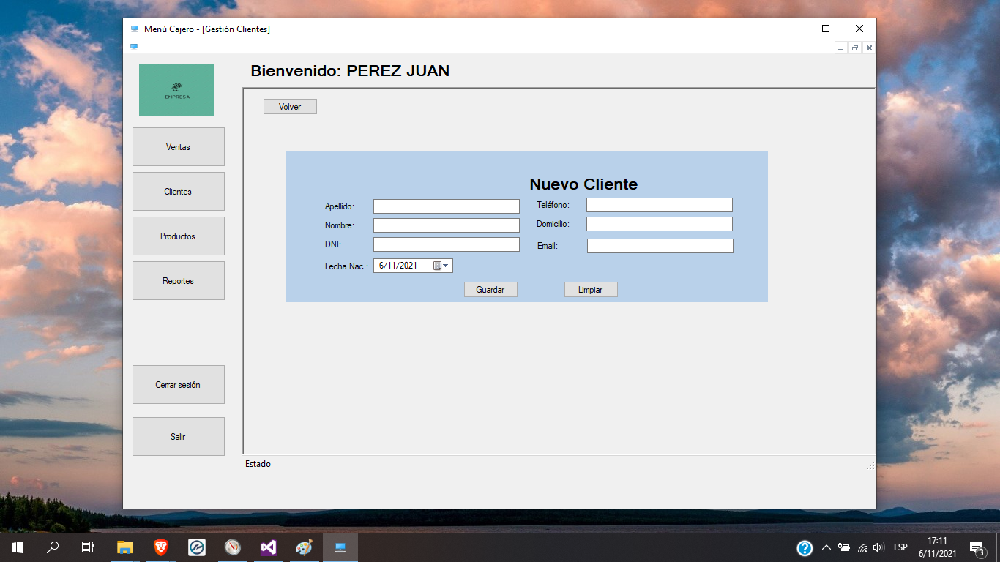 Menú Cajero - [Gestión Clientes]
EMPRESA
Bienvenido: PEREZ JUAN
Volver
Ventas
Clientes
Productos
Reportes
Cerrar sesión
Salir
Nuevo Cliente
Apellido:
Nombre:
DNI:
Fecha Nac.: 6/11/2021
Teléfono:
Domicilio:
Email:
Guardar Limpiar
Estado
ESP
17:11
6/11/2021
3